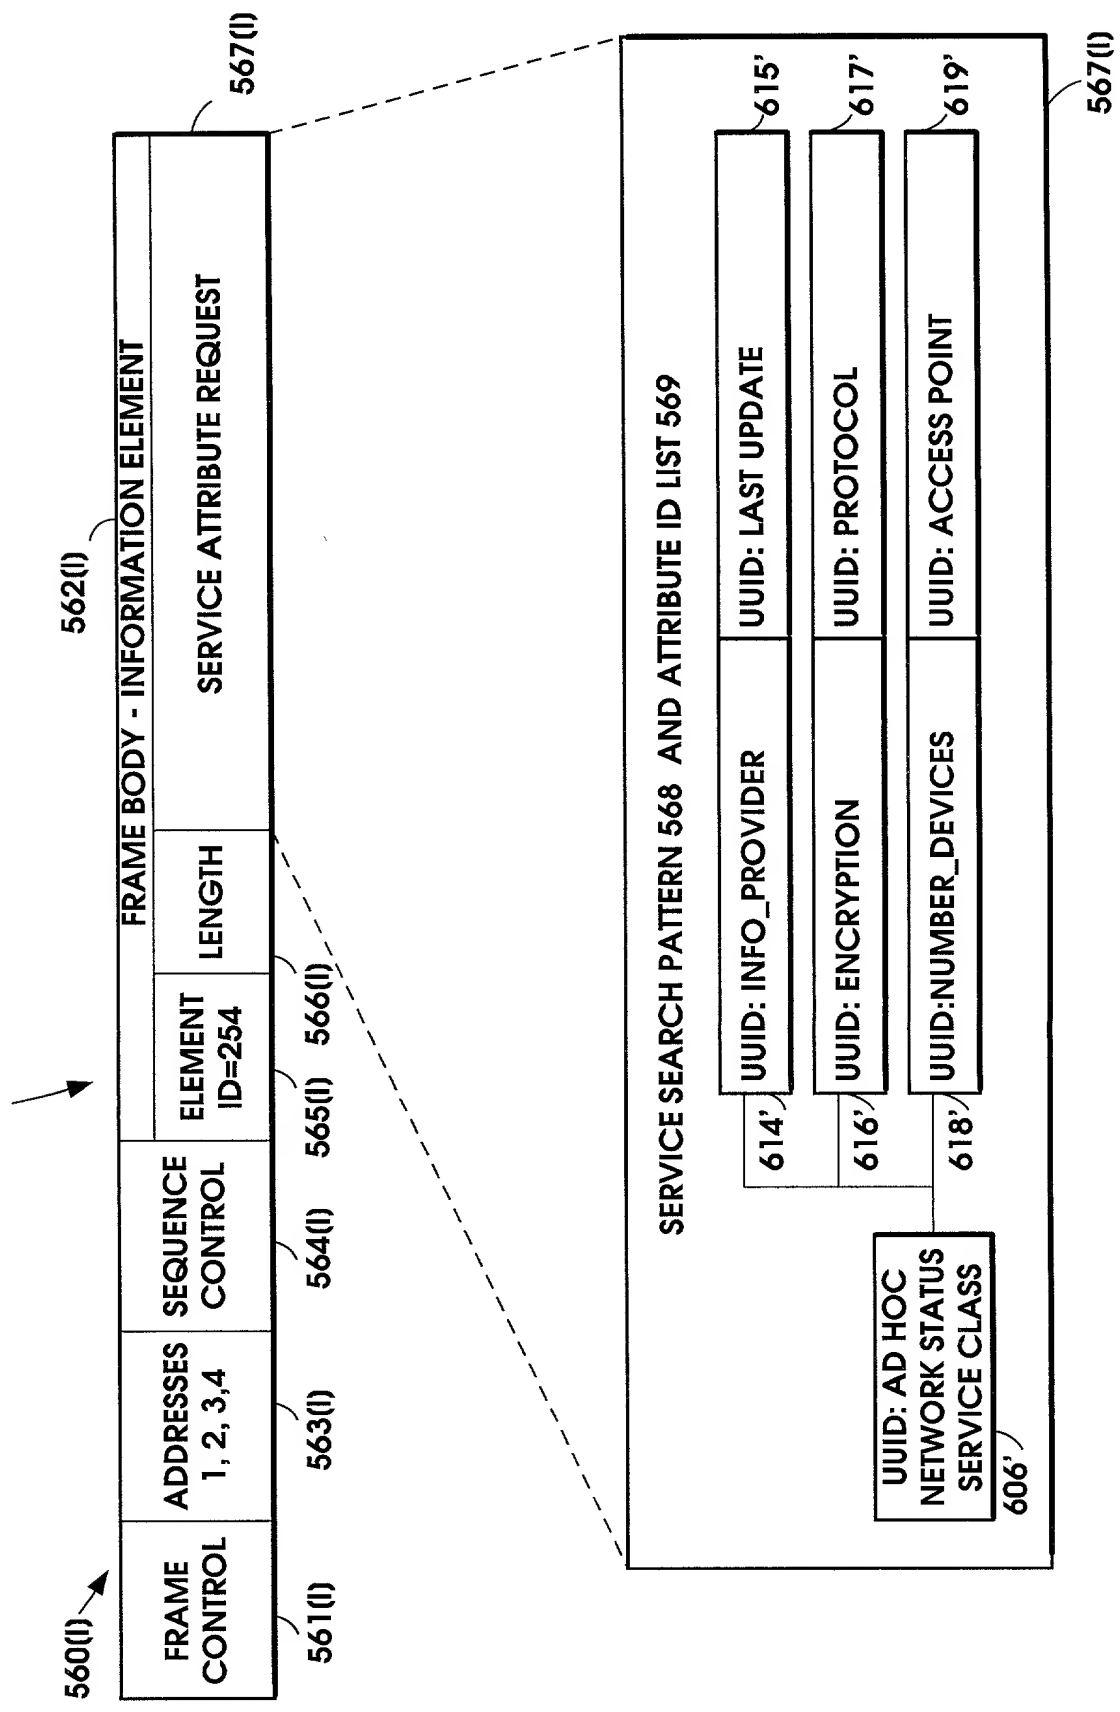 560(I)
562(I)
567(I)
FRAME BODY - INFORMATION ELEMENT
FRAME
CONTROL
ADDRESSES
1, 2, 3,4
SEQUENCE
CONTROL
ELEMENT
ID=254
LENGTH
SERVICE ATTRIBUTE REQUEST
561(I)
563(I)
564(I)
565(I)
566(I)
SERVICE SEARCH PATTERN 568 AND ATTRIBUTE ID LIST 569
UUID: INFO_PROVIDER
UUID: LAST UPDATE
615'
614'
UUID: ENCRYPTION
UUID: PROTOCOL
617'
616'
UUID:NUMBER_DEVICES
UUID: ACCESS POINT
619'
618'
UUID: AD HOC
NETWORK STATUS
SERVICE CLASS
606'
567(I)